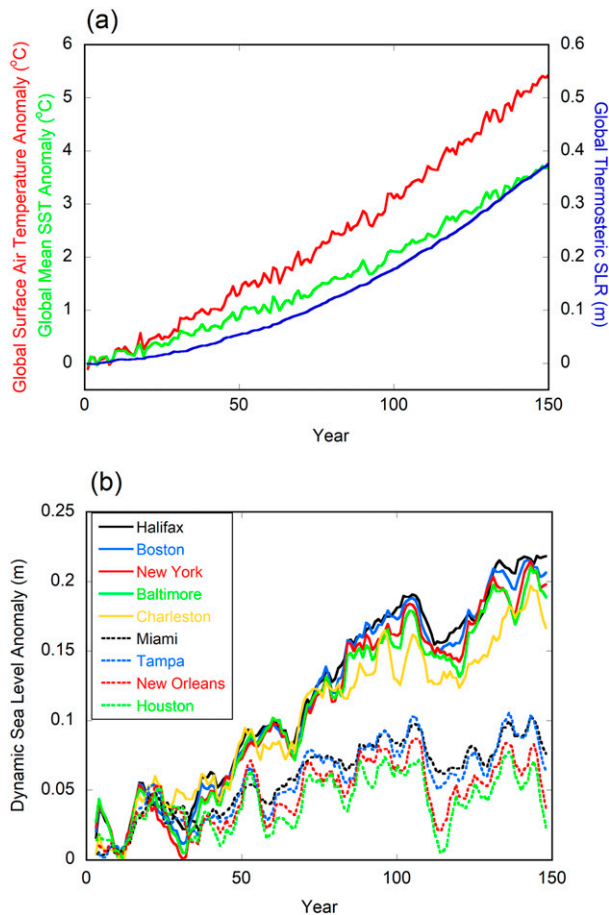 (a)
Global Surface Air Temperature Anomaly (°C)
Global Mean SST Anomaly (°C)
6
5
4
3
2
1
0
0.6
0.5
0.4
0.3
0.2
0.1
0
Global Thermosteric SLR (m)
0
50
100
150
Year
(b)
Dynamic Sea Level Anomaly (m)
0.25
0.2
0.15
0.1
0.05
0
Halifax
Boston
New York
Baltimore
Charleston
Miami
Tampa
New Orleans
Houston
0
50
100
150
Year